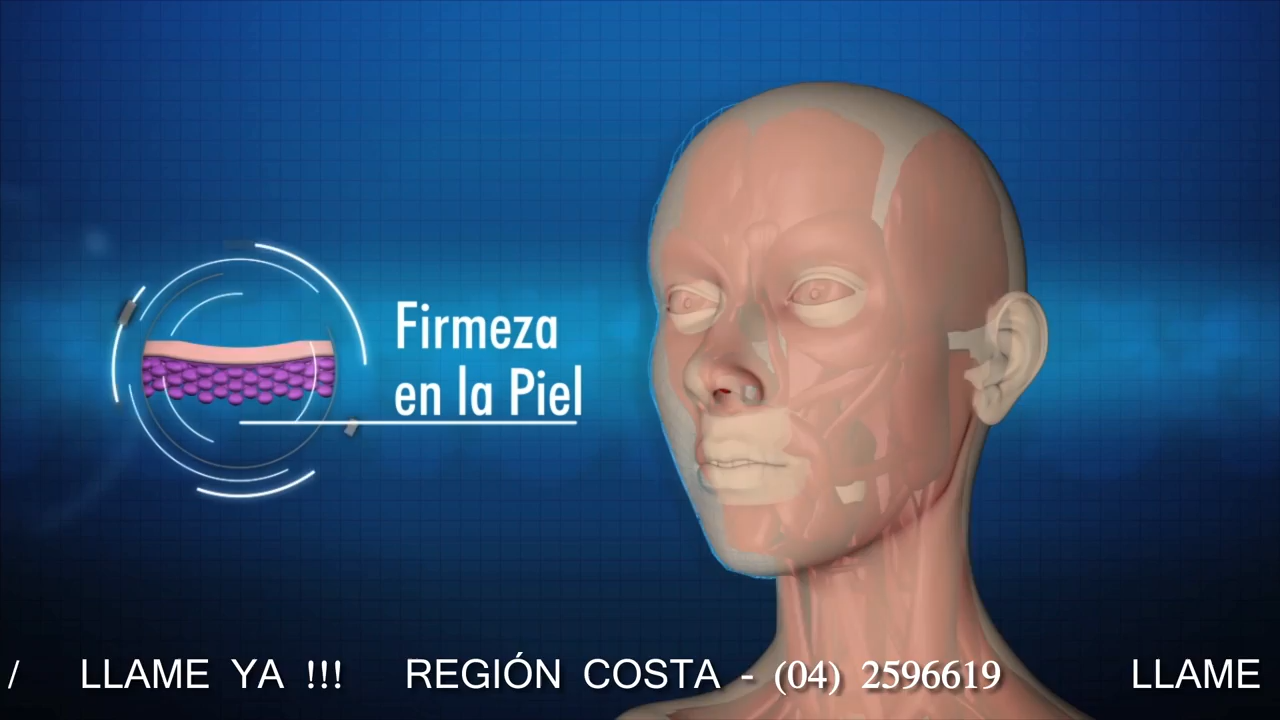 Firmeza
en la Piel
/ LLAME YA !!! REGIÓN COSTA - (04) 2596619 LLAME